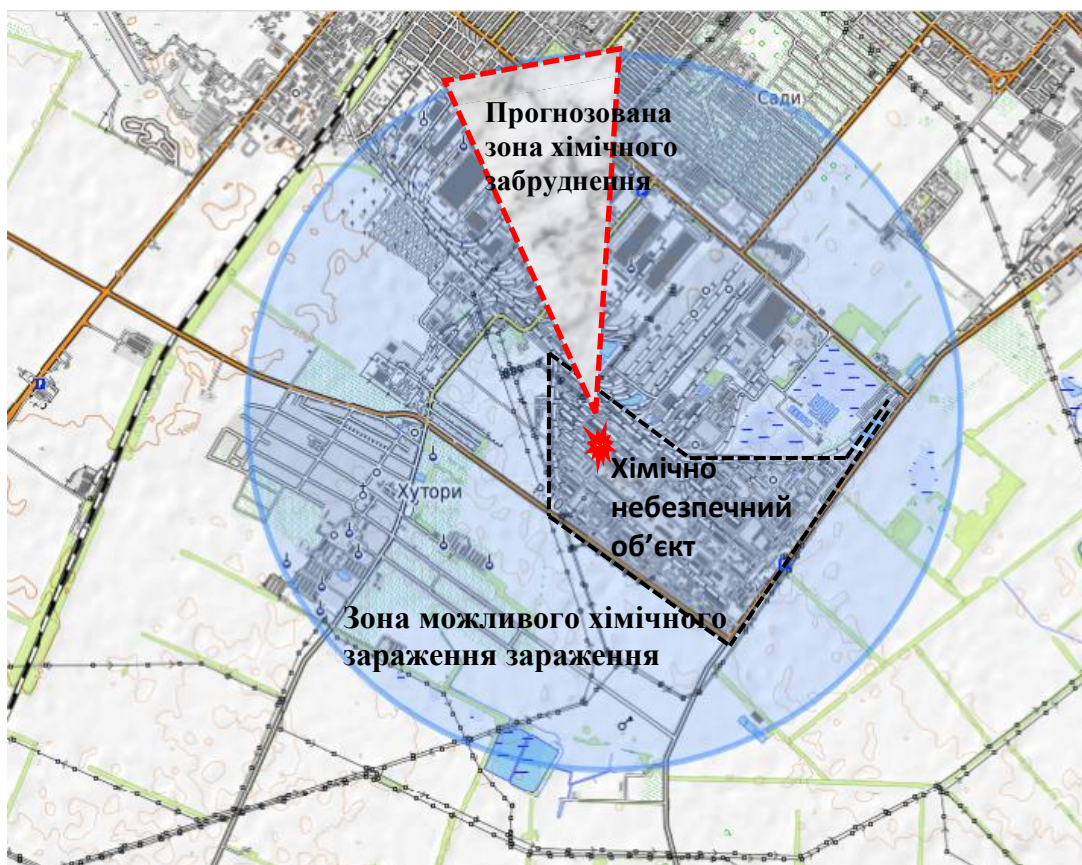 Прогнозована
зона хімічного
забруднення
Сади
Хімічно
небезпечний
об’єкт
Хутори
Зона можливого хімічного
зараження зараження